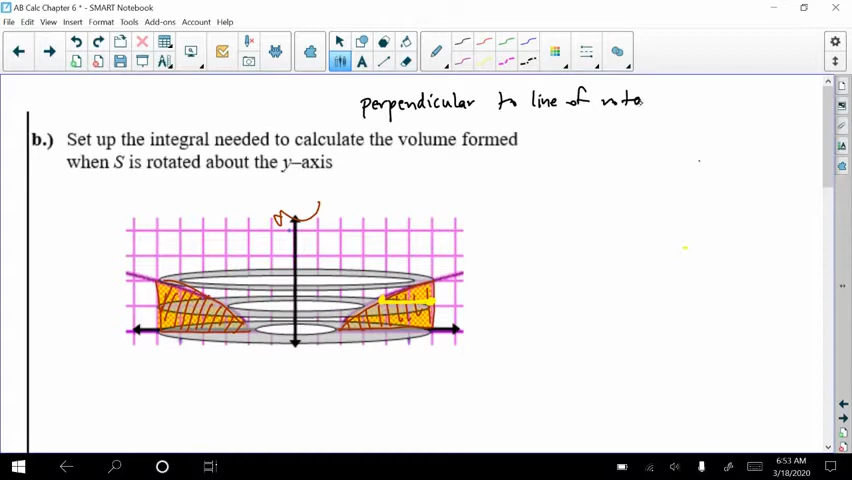 AB Calc Chapter 6 * - SMART Notebook
File Edit View Insert Format Tools Add-ons Account Help
perpendicular to line of rota
b.) Set up the integral needed to calculate the volume formed
when S is rotated about the y–axis
6:53 AM
3/18/2020